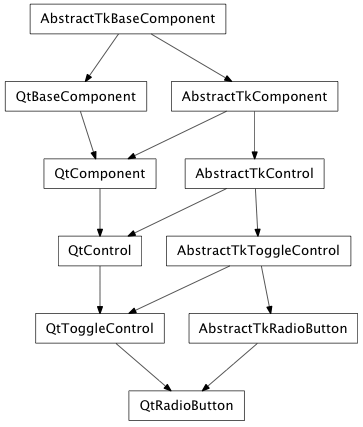 AbstractTkBaseComponent
QtBaseComponent
AbstractTkComponent
QtComponent
AbstractTkControl
QtControl
AbstractTkToggleControl
QtToggleControl
AbstractTkRadioButton
QtRadioButton